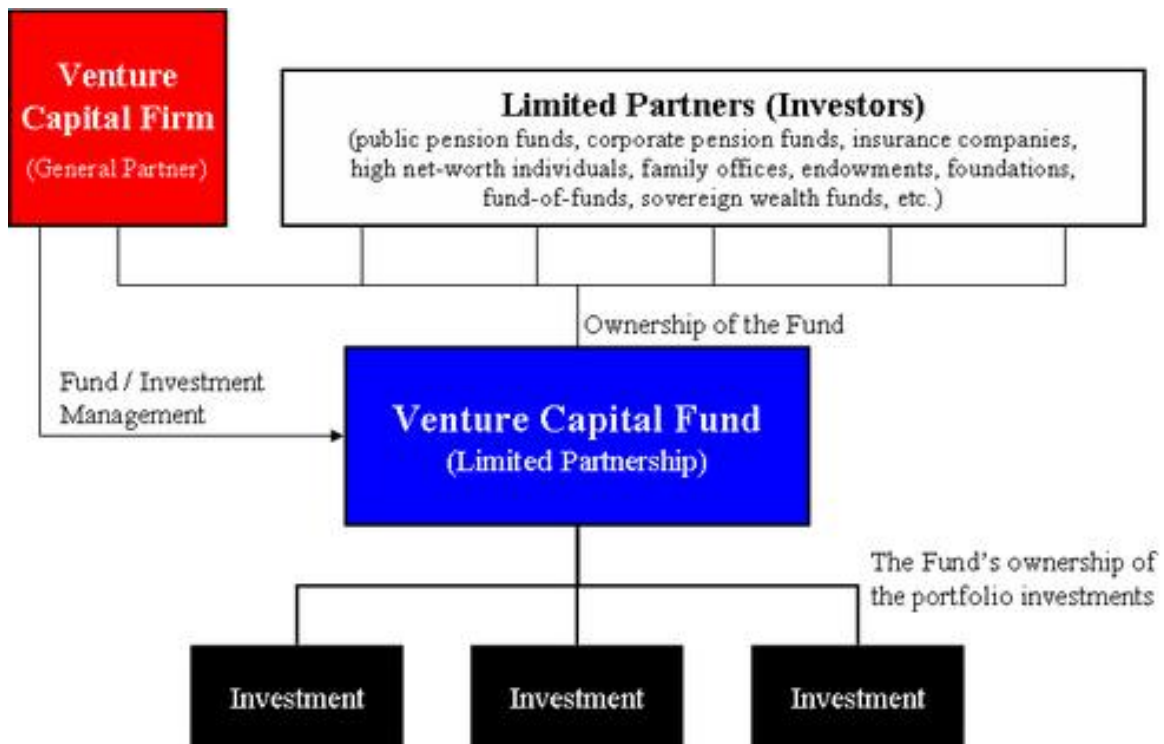 Venture
Capital Firm
(General Partner)
Limited Partners (Investors)
(public pension funds, corporate pension funds, insurance companies,
high net-worth individuals, family offices, endowments, foundations,
fund-of-funds, sovereign wealth funds, etc.)
Ownership of the Fund
Fund / Investment
Management
Venture Capital Fund
(Limited Partnership)
The Fund's ownership of
the portfolio investments
Investment
Investment
Investment